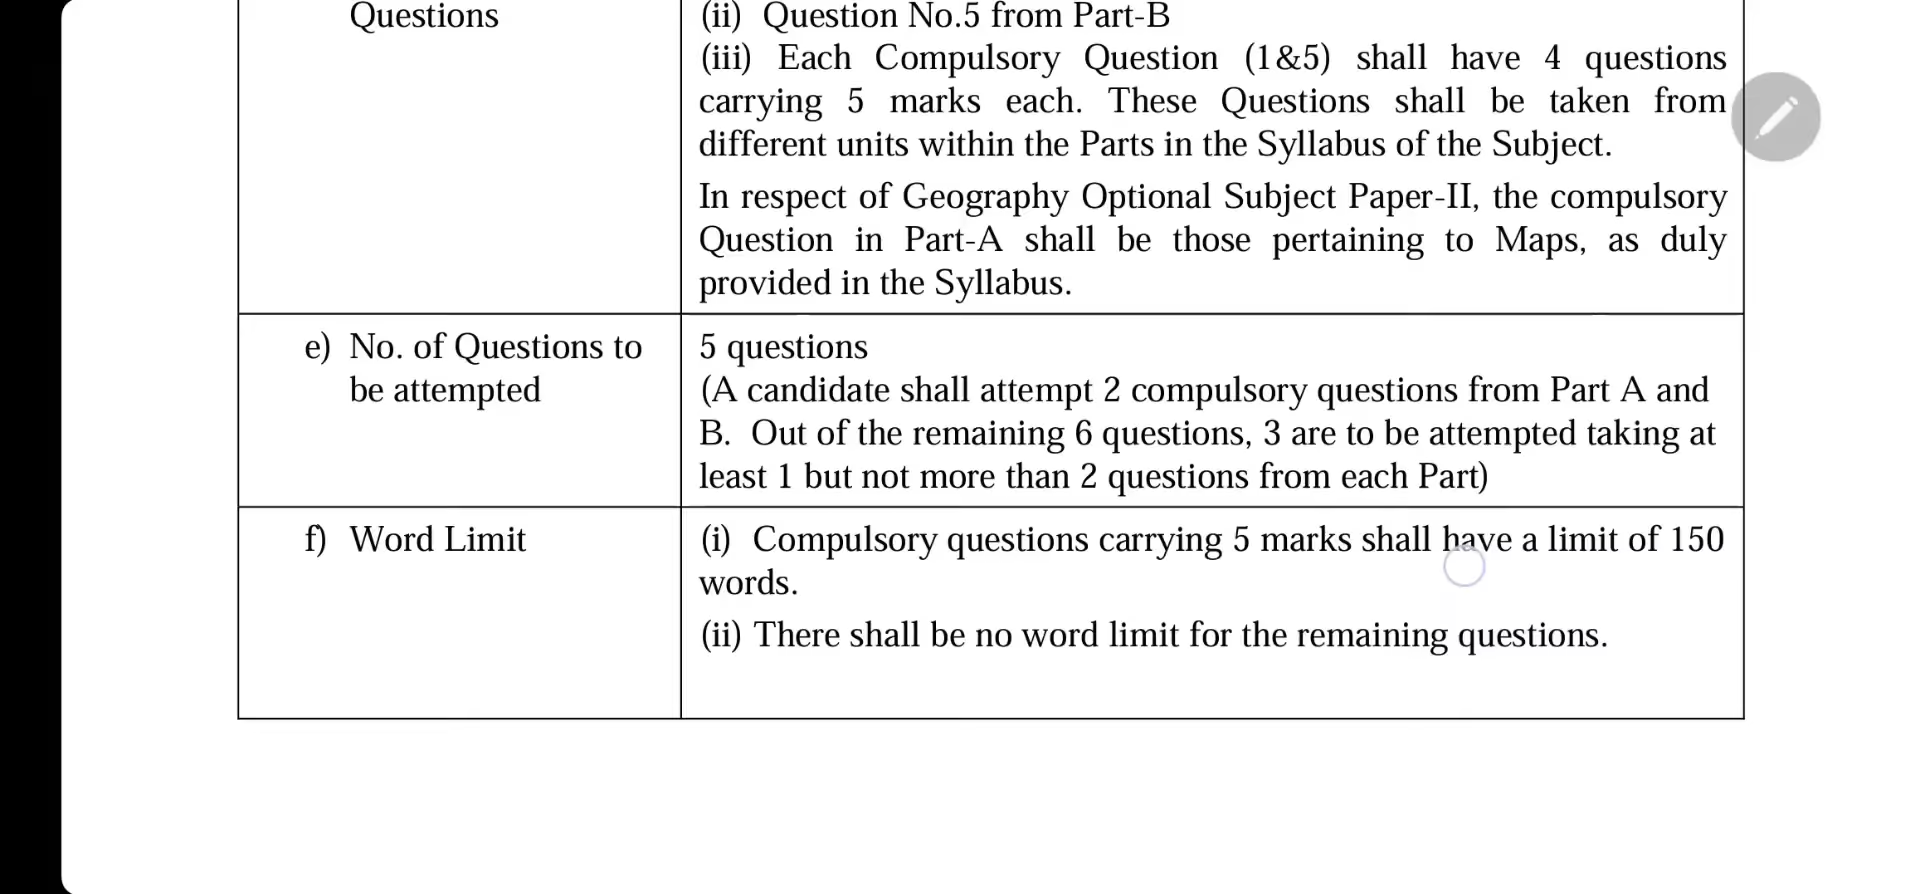 Questions
(ii) Question No.5 from Part-B
(iii) Each Compulsory Question (1&5) shall have 4 questions
carrying 5 marks each. These Questions shall be taken from
different units within the Parts in the Syllabus of the Subject.
In respect of Geography Optional Subject Paper-II, the compulsory
Question in Part-A shall be those pertaining to Maps, as duly
provided in the Syllabus.
e) No. of Questions to
be attempted
5 questions
(A candidate shall attempt 2 compulsory questions from Part A and
B. Out of the remaining 6 questions, 3 are to be attempted taking at
least 1 but not more than 2 questions from each Part)
f) Word Limit
(i) Compulsory questions carrying 5 marks shall have a limit of 150
words.
(ii) There shall be no word limit for the remaining questions.